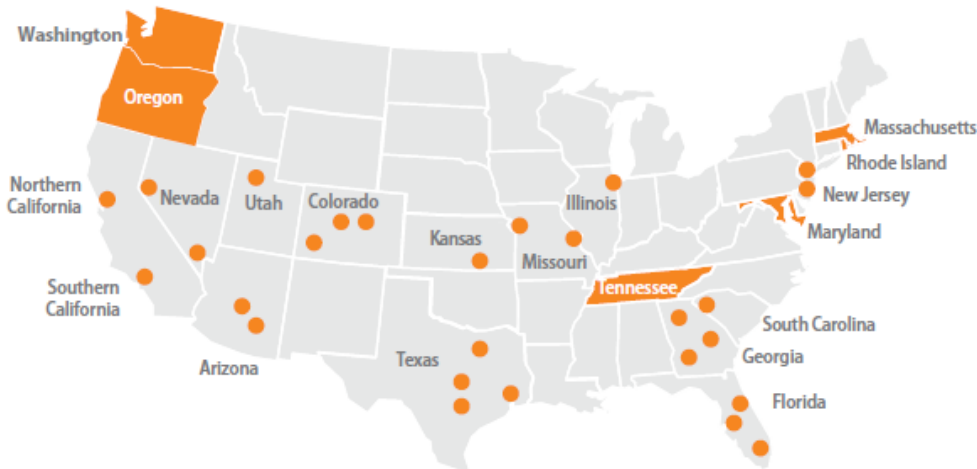 Washington
Oregon
Massachusetts
Rhode Island
Northern
California
Nevada
Utah
Colorado
Illinois
New Jersey
Maryland
Kansas
Missouri
Southern
California
Tennessee
South Carolina
Arizona
Texas
Georgia
Florida